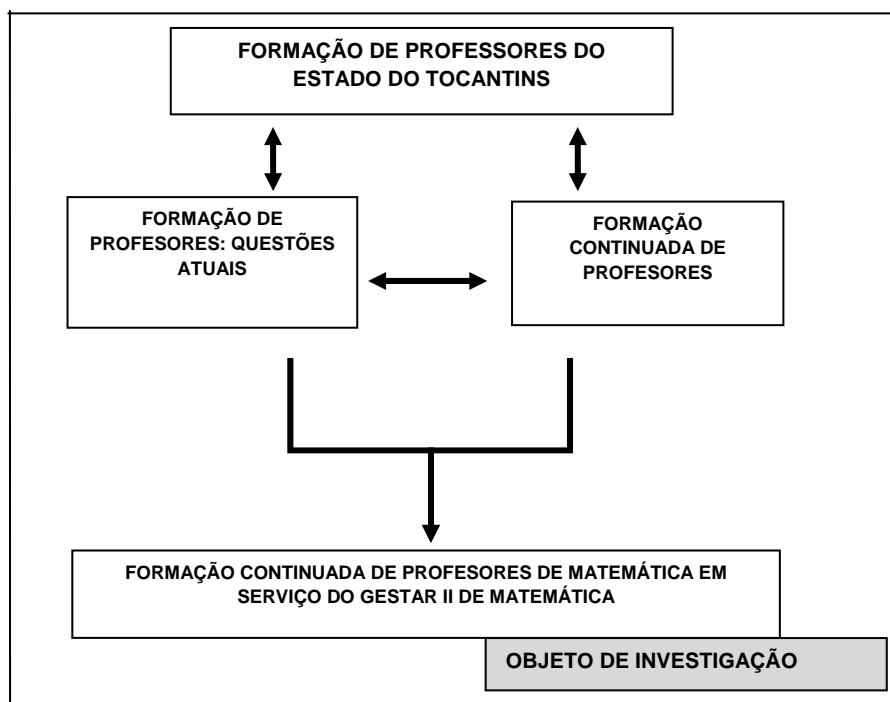 FORMAÇÃO DE PROFESSORES DO
ESTADO DO TOCANTINS
FORMAÇÃO DE
PROFESORES: QUESTÕES
ATUAIS
FORMAÇÃO
CONTINUADA DE
PROFESORES
FORMAÇÃO CONTINUADA DE PROFESORES DE MATEMÁTICA EM
SERVIÇO DO GESTAR II DE MATEMÁTICA
OBJETO DE INVESTIGAÇÃO